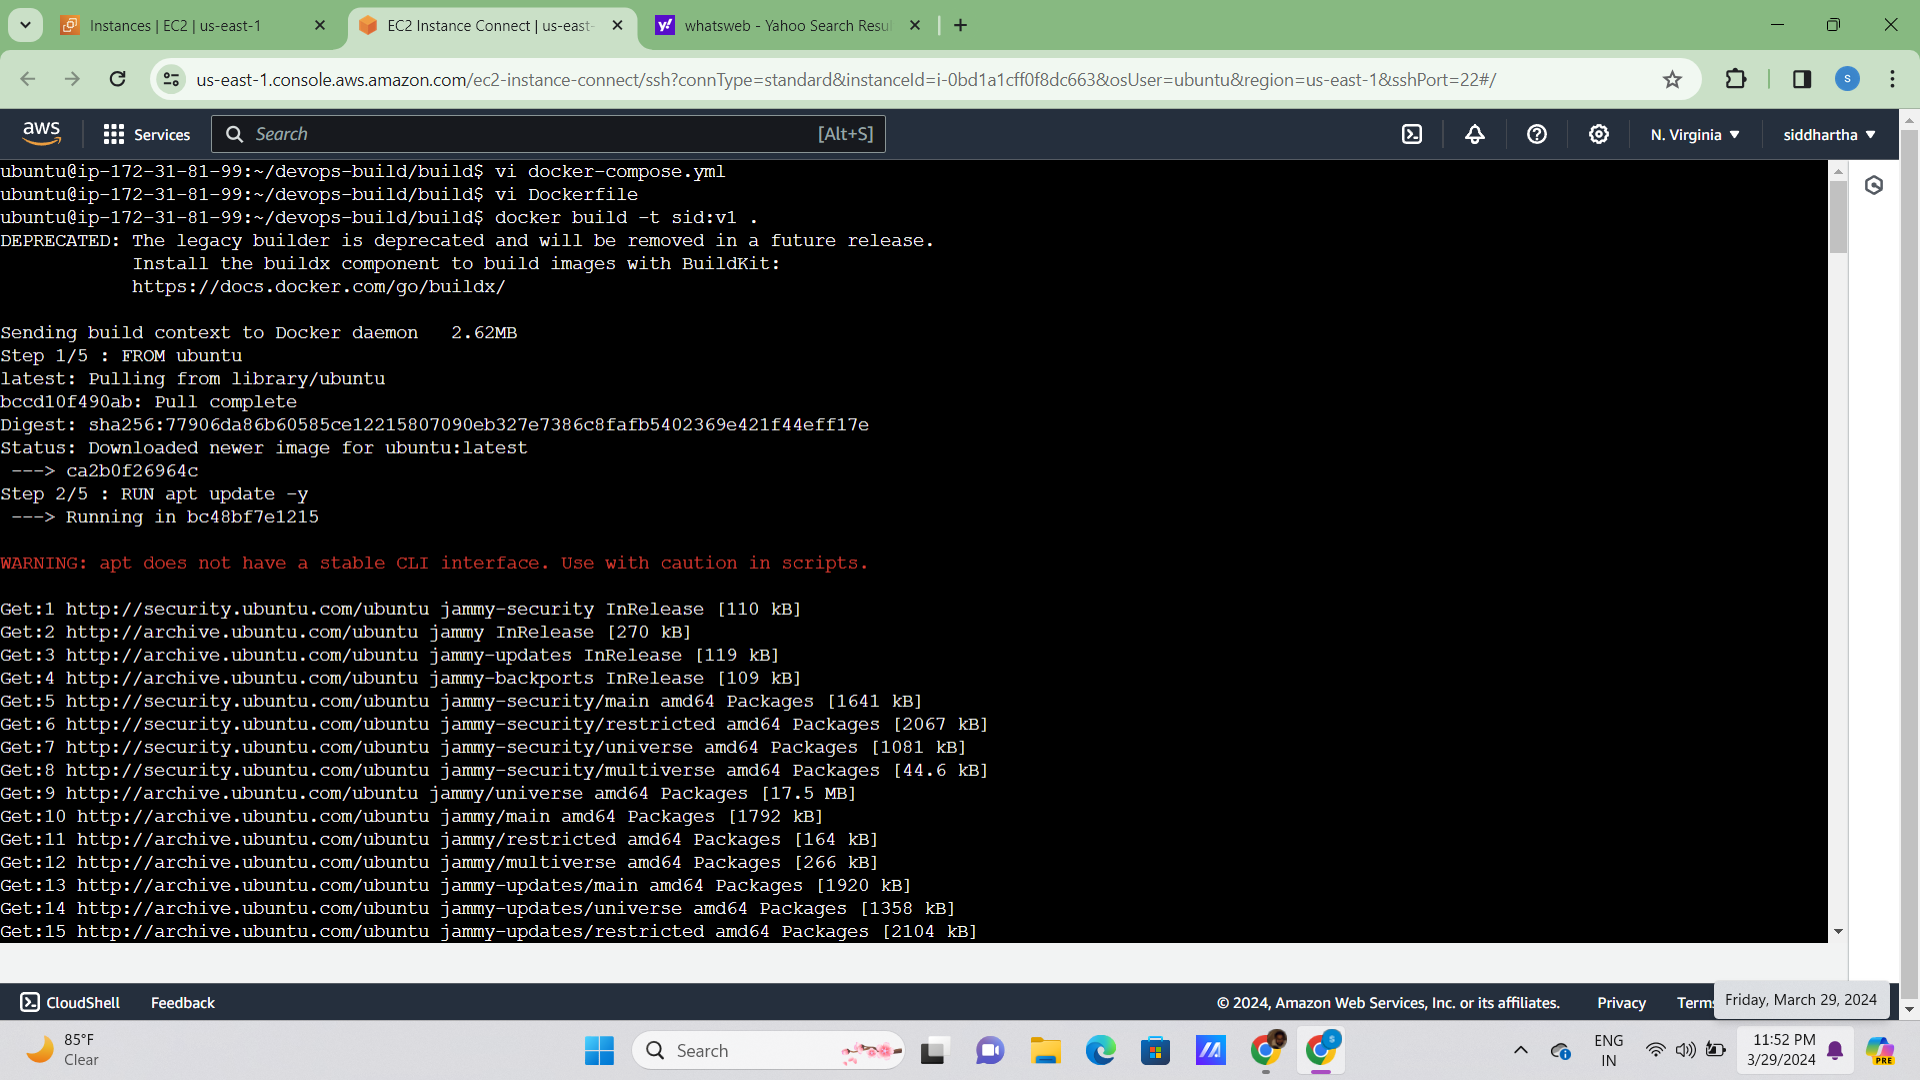 Instances | EC2 | us-east-1
EC2 Instance Connect | us-east-
whatsweb - Yahoo Search Resu
us-east-1.console.aws.amazon.com/ec2-instance-connect/ssh?connType=standard&instanceId=i-0bd1a1cff0f8dc663&osUser=ubuntu&region=us-east-1&sshPort=22#/
S
aws
Services
Search
[Alt+S]
N. Virginia
siddhartha
ubuntu@ip-172-31-81-99:~/devops-build/build$ vi docker-compose.yml
ubuntu@ip-172-31-81-99:~/devops-build/build$ vi Dockerfile
ubuntu@ip-172-31-81-99:~/devops-build/build$ docker build -t sid:v1 .
DEPRECATED: The legacy builder is deprecated and will be removed in a future release.
Install the buildx component to build images with BuildKit:
https://docs.docker.com/go/buildx/
Sending build context to Docker daemon   2.62MB
Step 1/5 : FROM ubuntu
latest: Pulling from library/ubuntu
bccd10f490ab: Pull complete
Digest: sha256:77906da86b60585ce12215807090eb327e7386c8fafb5402369e421f44eff17e
Status: Downloaded newer image for ubuntu:latest
---> ca2b0f26964c
Step 2/5 : RUN apt update -y
---> Running in bc48bf7e1215
WARNING: apt does not have a stable CLI interface. Use with caution in scripts.
Get:1 http://security.ubuntu.com/ubuntu jammy-security InRelease [110 kB]
Get:2 http://archive.ubuntu.com/ubuntu jammy InRelease [270 kB]
Get:3 http://archive.ubuntu.com/ubuntu jammy-updates InRelease [119 kB]
Get:4 http://archive.ubuntu.com/ubuntu jammy-backports InRelease [109 kB]
Get:5 http://security.ubuntu.com/ubuntu jammy-security/main amd64 Packages [1641 kB]
Get:6 http://security.ubuntu.com/ubuntu jammy-security/restricted amd64 Packages [2067 kB]
Get:7 http://security.ubuntu.com/ubuntu jammy-security/universe amd64 Packages [1081 kB]
Get:8 http://security.ubuntu.com/ubuntu jammy-security/multiverse amd64 Packages [44.6 kB]
Get:9 http://archive.ubuntu.com/ubuntu jammy/universe amd64 Packages [17.5 MB]
Get:10 http://archive.ubuntu.com/ubuntu jammy/main amd64 Packages [1792 kB]
Get:11 http://archive.ubuntu.com/ubuntu jammy/restricted amd64 Packages [164 kB]
Get:12 http://archive.ubuntu.com/ubuntu jammy/multiverse amd64 Packages [266 kB]
Get:13 http://archive.ubuntu.com/ubuntu jammy-updates/main amd64 Packages [1920 kB]
Get:14 http://archive.ubuntu.com/ubuntu jammy-updates/universe amd64 Packages [1358 kB]
Get:15 http://archive.ubuntu.com/ubuntu jammy-updates/restricted amd64 Packages [2104 kB]
CloudShell
Feedback
© 2024, Amazon Web Services, Inc. or its affiliates.
Privacy
Terms
Friday, March 29, 2024
85°F
Clear
Search
ENG
IN
11:52 PM
3/29/2024
PRE